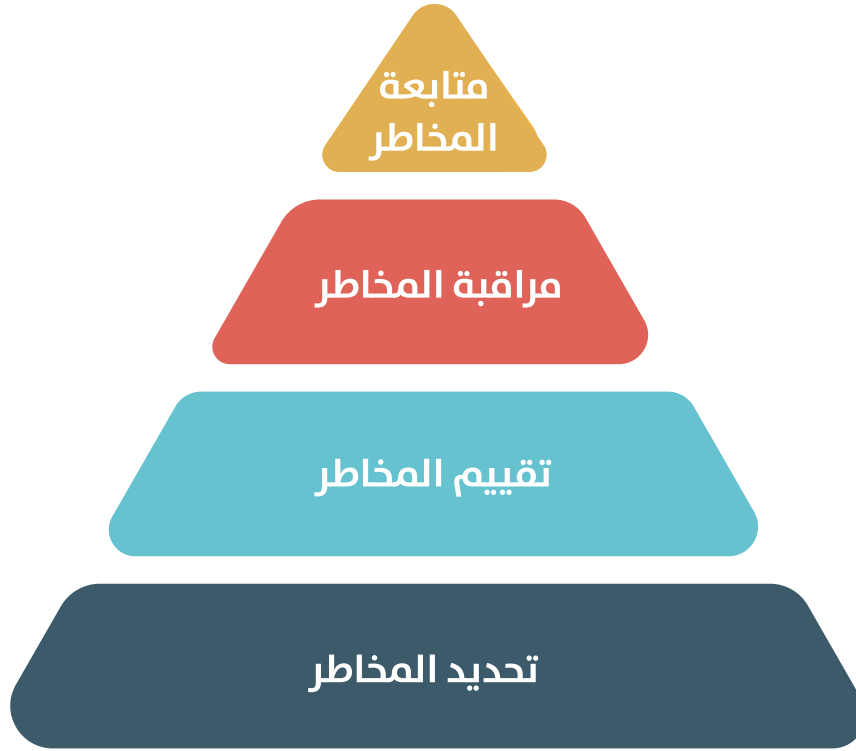 متابعة
المخاطر
مراقبة المخاطر
تقييم المخاطر
تحديد المخاطر